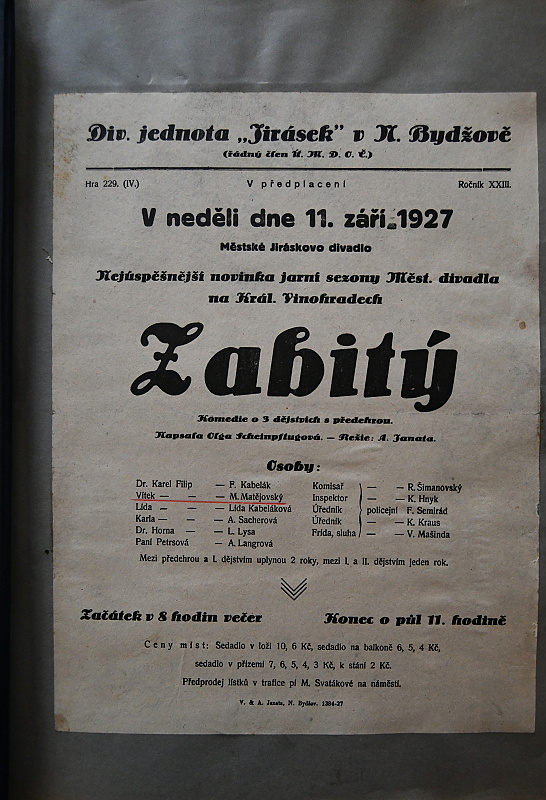 Div. jednota „Jirásek” v N. Bydžově
(řádný člen Ú. M. D. O. Č.)
Hra 229. (IV.) V předplacení Ročník XXIII.
V neděli dne 11. září 1927
Městské Jiráskovo divadlo
Nejúspěšnější novinka jarní sezony Měst. divadla
na Král. Vinohradech
Zabitý
Komedie o 3 dějstvích s předehrou.
Napsala Olga Scheinpflugová. — Režie: A. Janata.
Osoby:
Dr. Karel Filip — F. Kabelák
Vítek — — — M. Matějovský
Lída — — — Lída Kabeláková
Karla — — — A. Sacherová
Dr. Horna — — L. Lysa
Paní Petrsová — A. Langrová
Komisař — — R. Šimanovský
Inspektor — — K. Hnyk
Úředník policejní F. Semirád
Úředník — — K. Kraus
Frida, sluha — — V. Mašinda
Mezi předehrou a I. dějstvím uplynou 2 roky, mezi I. a II. dějstvím jeden rok.
Začátek v 8 hodin večer Konec o půl 11. hodině
Ceny míst: Sedadlo v loži 10, 6 Kč, sedadlo na balkoně 6, 5, 4 Kč,
sedadlo v přízemí 7, 6, 5, 4, 3 Kč, k stání 2 Kč.
Předprodej lístků v trafice pí M. Svatákové na náměstí.
V. & A. Janata, N. Bydžov. 1384-27